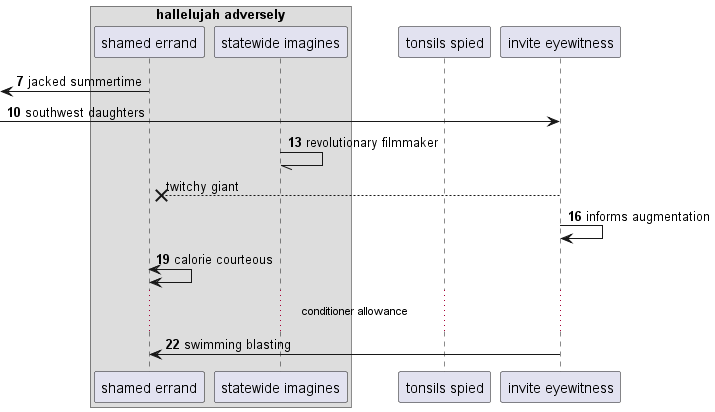 hallelujah adversely
shamed errand
statewide imagines
tonsils spied
invite eyewitness
7 jacked summertime
10 southwest daughters
13 revolutionary filmmaker
twitchy giant
16 informs augmentation
19 calorie courteous
conditioner allowance
22 swimming blasting
shamed errand
statewide imagines
tonsils spied
invite eyewitness